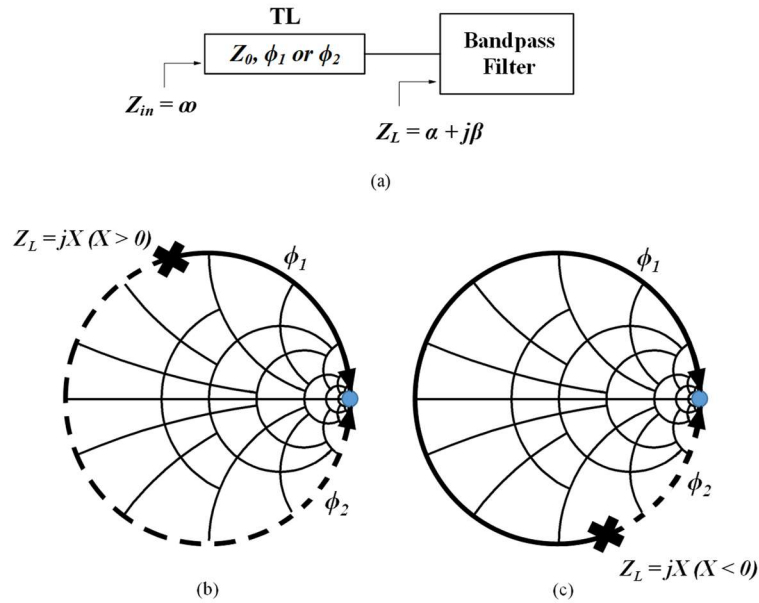 TL
Z0, ϕ1 or ϕ2
Bandpass
Filter
Zin = ∞
ZL = α + jβ
(a)
ZL = jX (X > 0)
ϕ1
ϕ2
(b)
ϕ1
ϕ2
ZL = jX (X < 0)
(c)